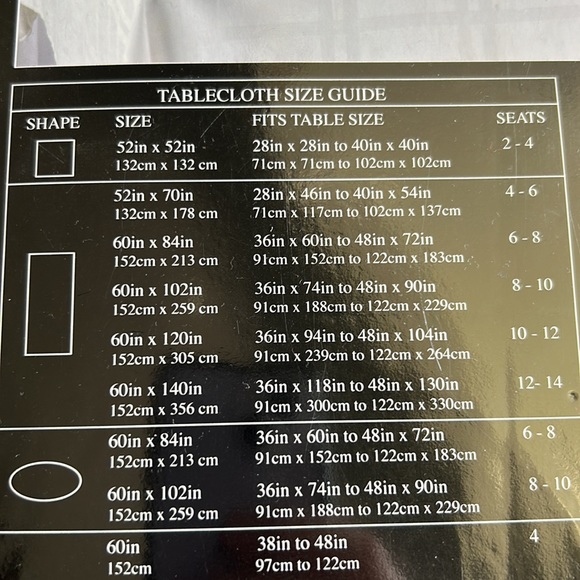 TABLECLOTH SIZE GUIDE
SHAPE SIZE FITS TABLE SIZE SEATS
52in x 52in 28in x 28in to 40in x 40in 2 - 4
132cm x 132 cm 71cm x 71cm to 102cm x 102cm
52in x 70in 28in x 46in to 40in x 54in 4 - 6
132cm x 178 cm 71cm x 117cm to 102cm x 137cm
60in x 84in 36in x 60in to 48in x 72in 6 - 8
152cm x 213 cm 91cm x 152cm to 122cm x 183cm
60in x 102in 36in x 74in to 48in x 90in 8 - 10
152cm x 259 cm 91cm x 188cm to 122cm x 229cm
60in x 120in 36in x 94in to 48in x 104in 10 - 12
152cm x 305 cm 91cm x 239cm to 122cm x 264cm
60in x 140in 36in x 118in to 48in x 130in 12- 14
152cm x 356 cm 91cm x 300cm to 122cm x 330cm
60in x 84in 36in x 60in to 48in x 72in 6 - 8
152cm x 213 cm 91cm x 152cm to 122cm x 183cm
60in x 102in 36in x 74in to 48in x 90in 8 - 10
152cm x 259 cm 91cm x 188cm to 122cm x 229cm
60in 38in to 48in 4
152cm 97cm to 122cm